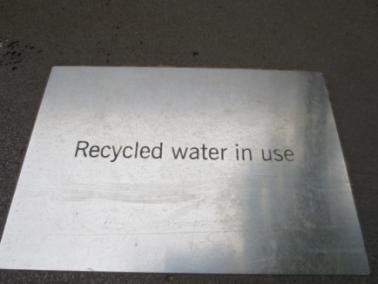 Recycled water in use